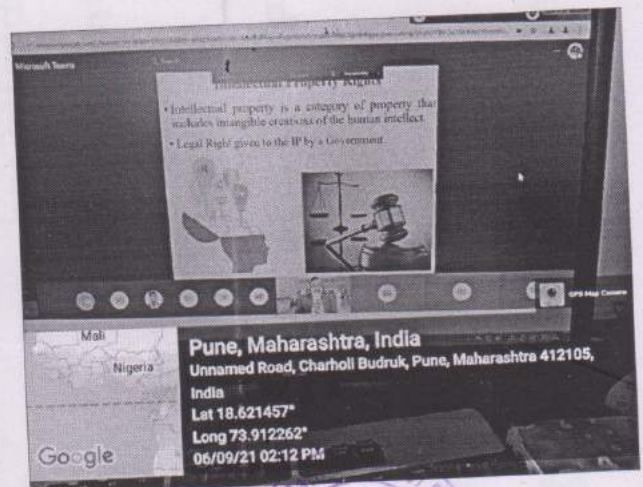 Microsoft Teams
Intellectual Property Rights
• Intellectual property is a category of property that
includes intangible creations of the human intellect.
• Legal Right given to the IP by a Government.
GPS Map Camera
Mali
Nigeria
Google
Pune, Maharashtra, India
Unnamed Road, Charholi Budruk, Pune, Maharashtra 412105,
India
Lat 18.621457°
Long 73.912262°
06/09/21 02:12 PM